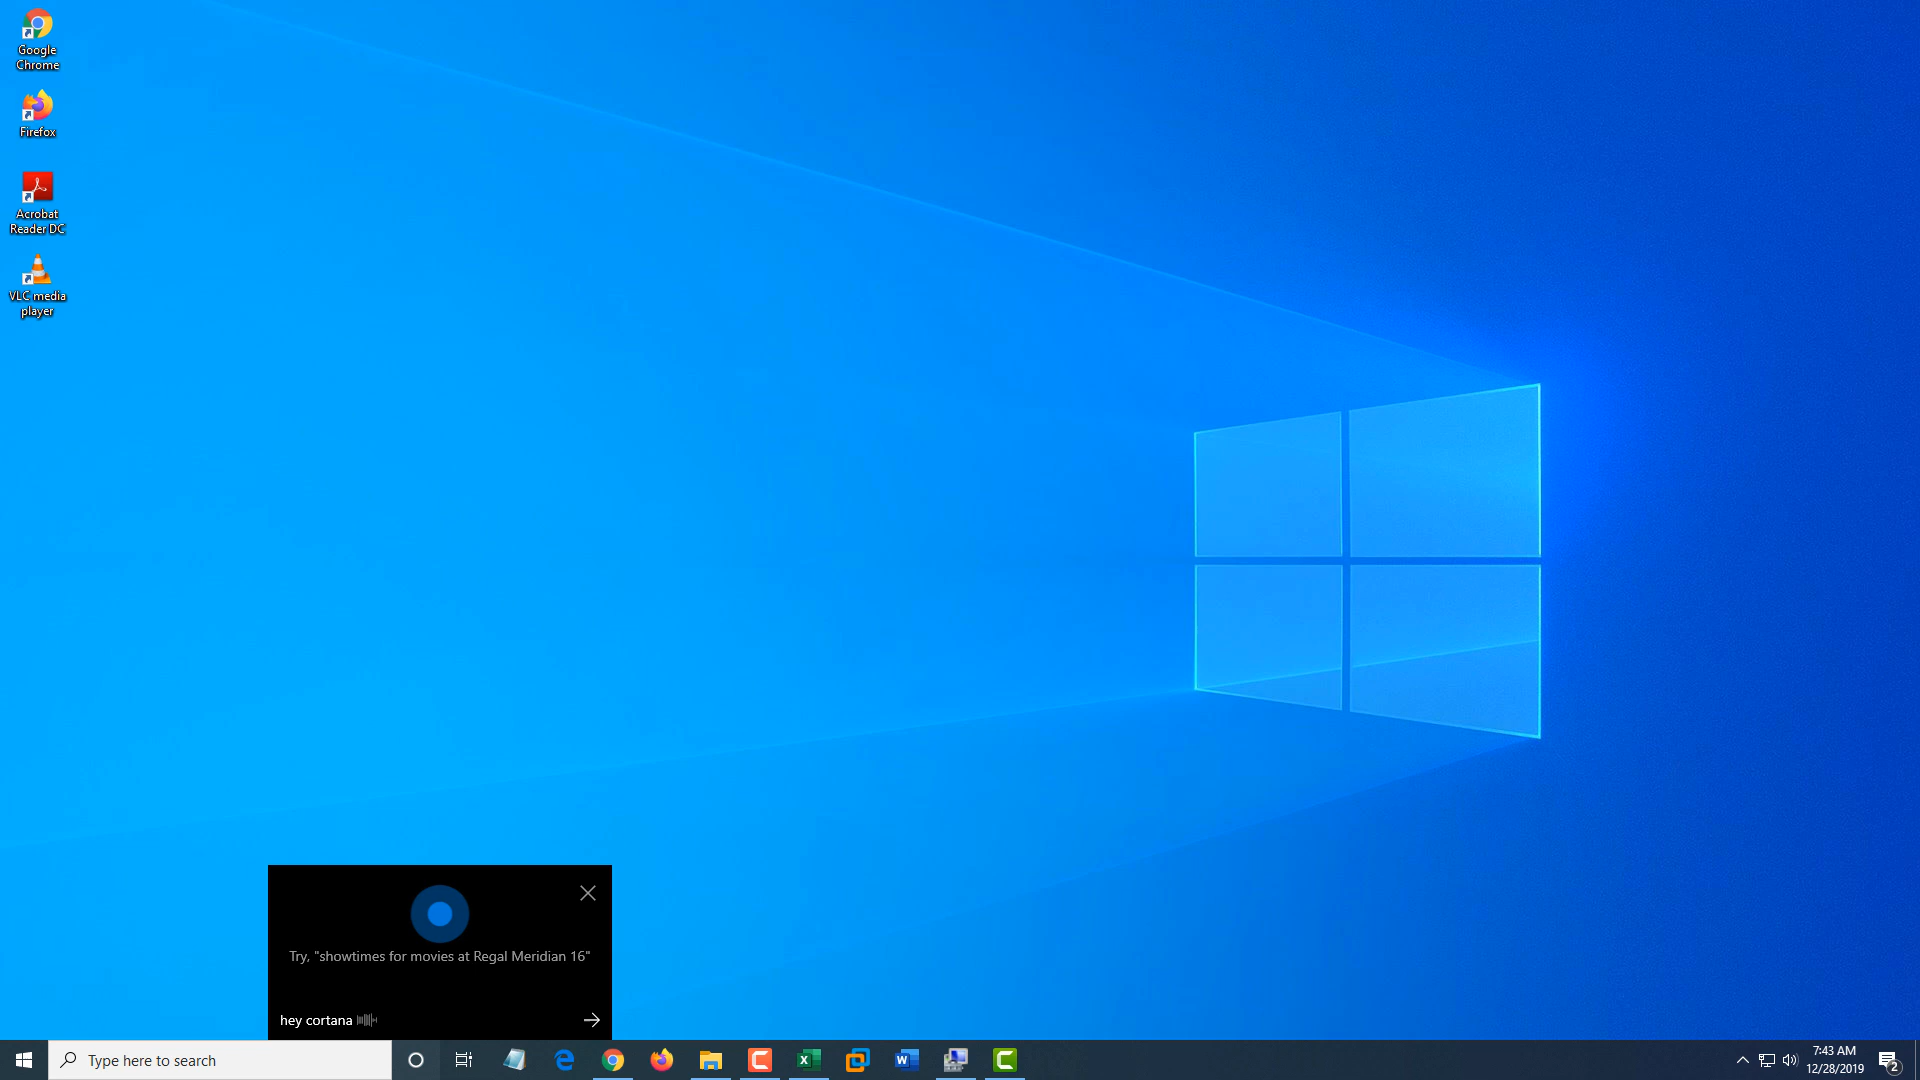 Google
Chrome
Firefox
Acrobat
Reader DC
VLC media
player
Try, "showtimes for movies at Regal Meridian 16"
hey cortana
Type here to search
7:43 AM
12/28/2019
2